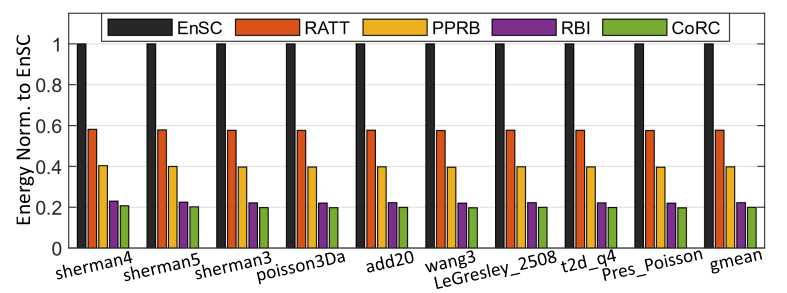 EnSC RATT PPRB RBI CoRC
Energy Norm. to EnSC
1
0.8
0.6
0.4
0.2
0
sherman4 sherman5 sherman3 poisson3Da add20 wang3 LeGresley_2508 t2d_q4 Pres_Poisson gmean